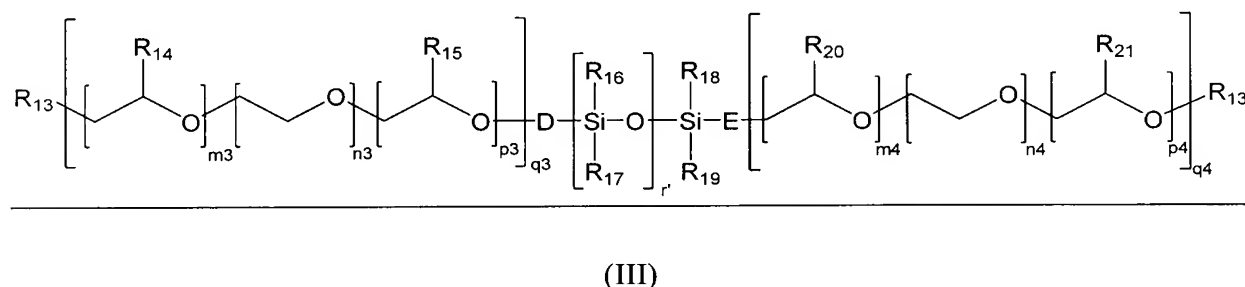 R14 R15 R16 R18 R20 R21
R13 O m3 O n3 O p3 q3 D Si O r' Si E O m4 O n4 O p4 q4 R13
R17 R19
(III)